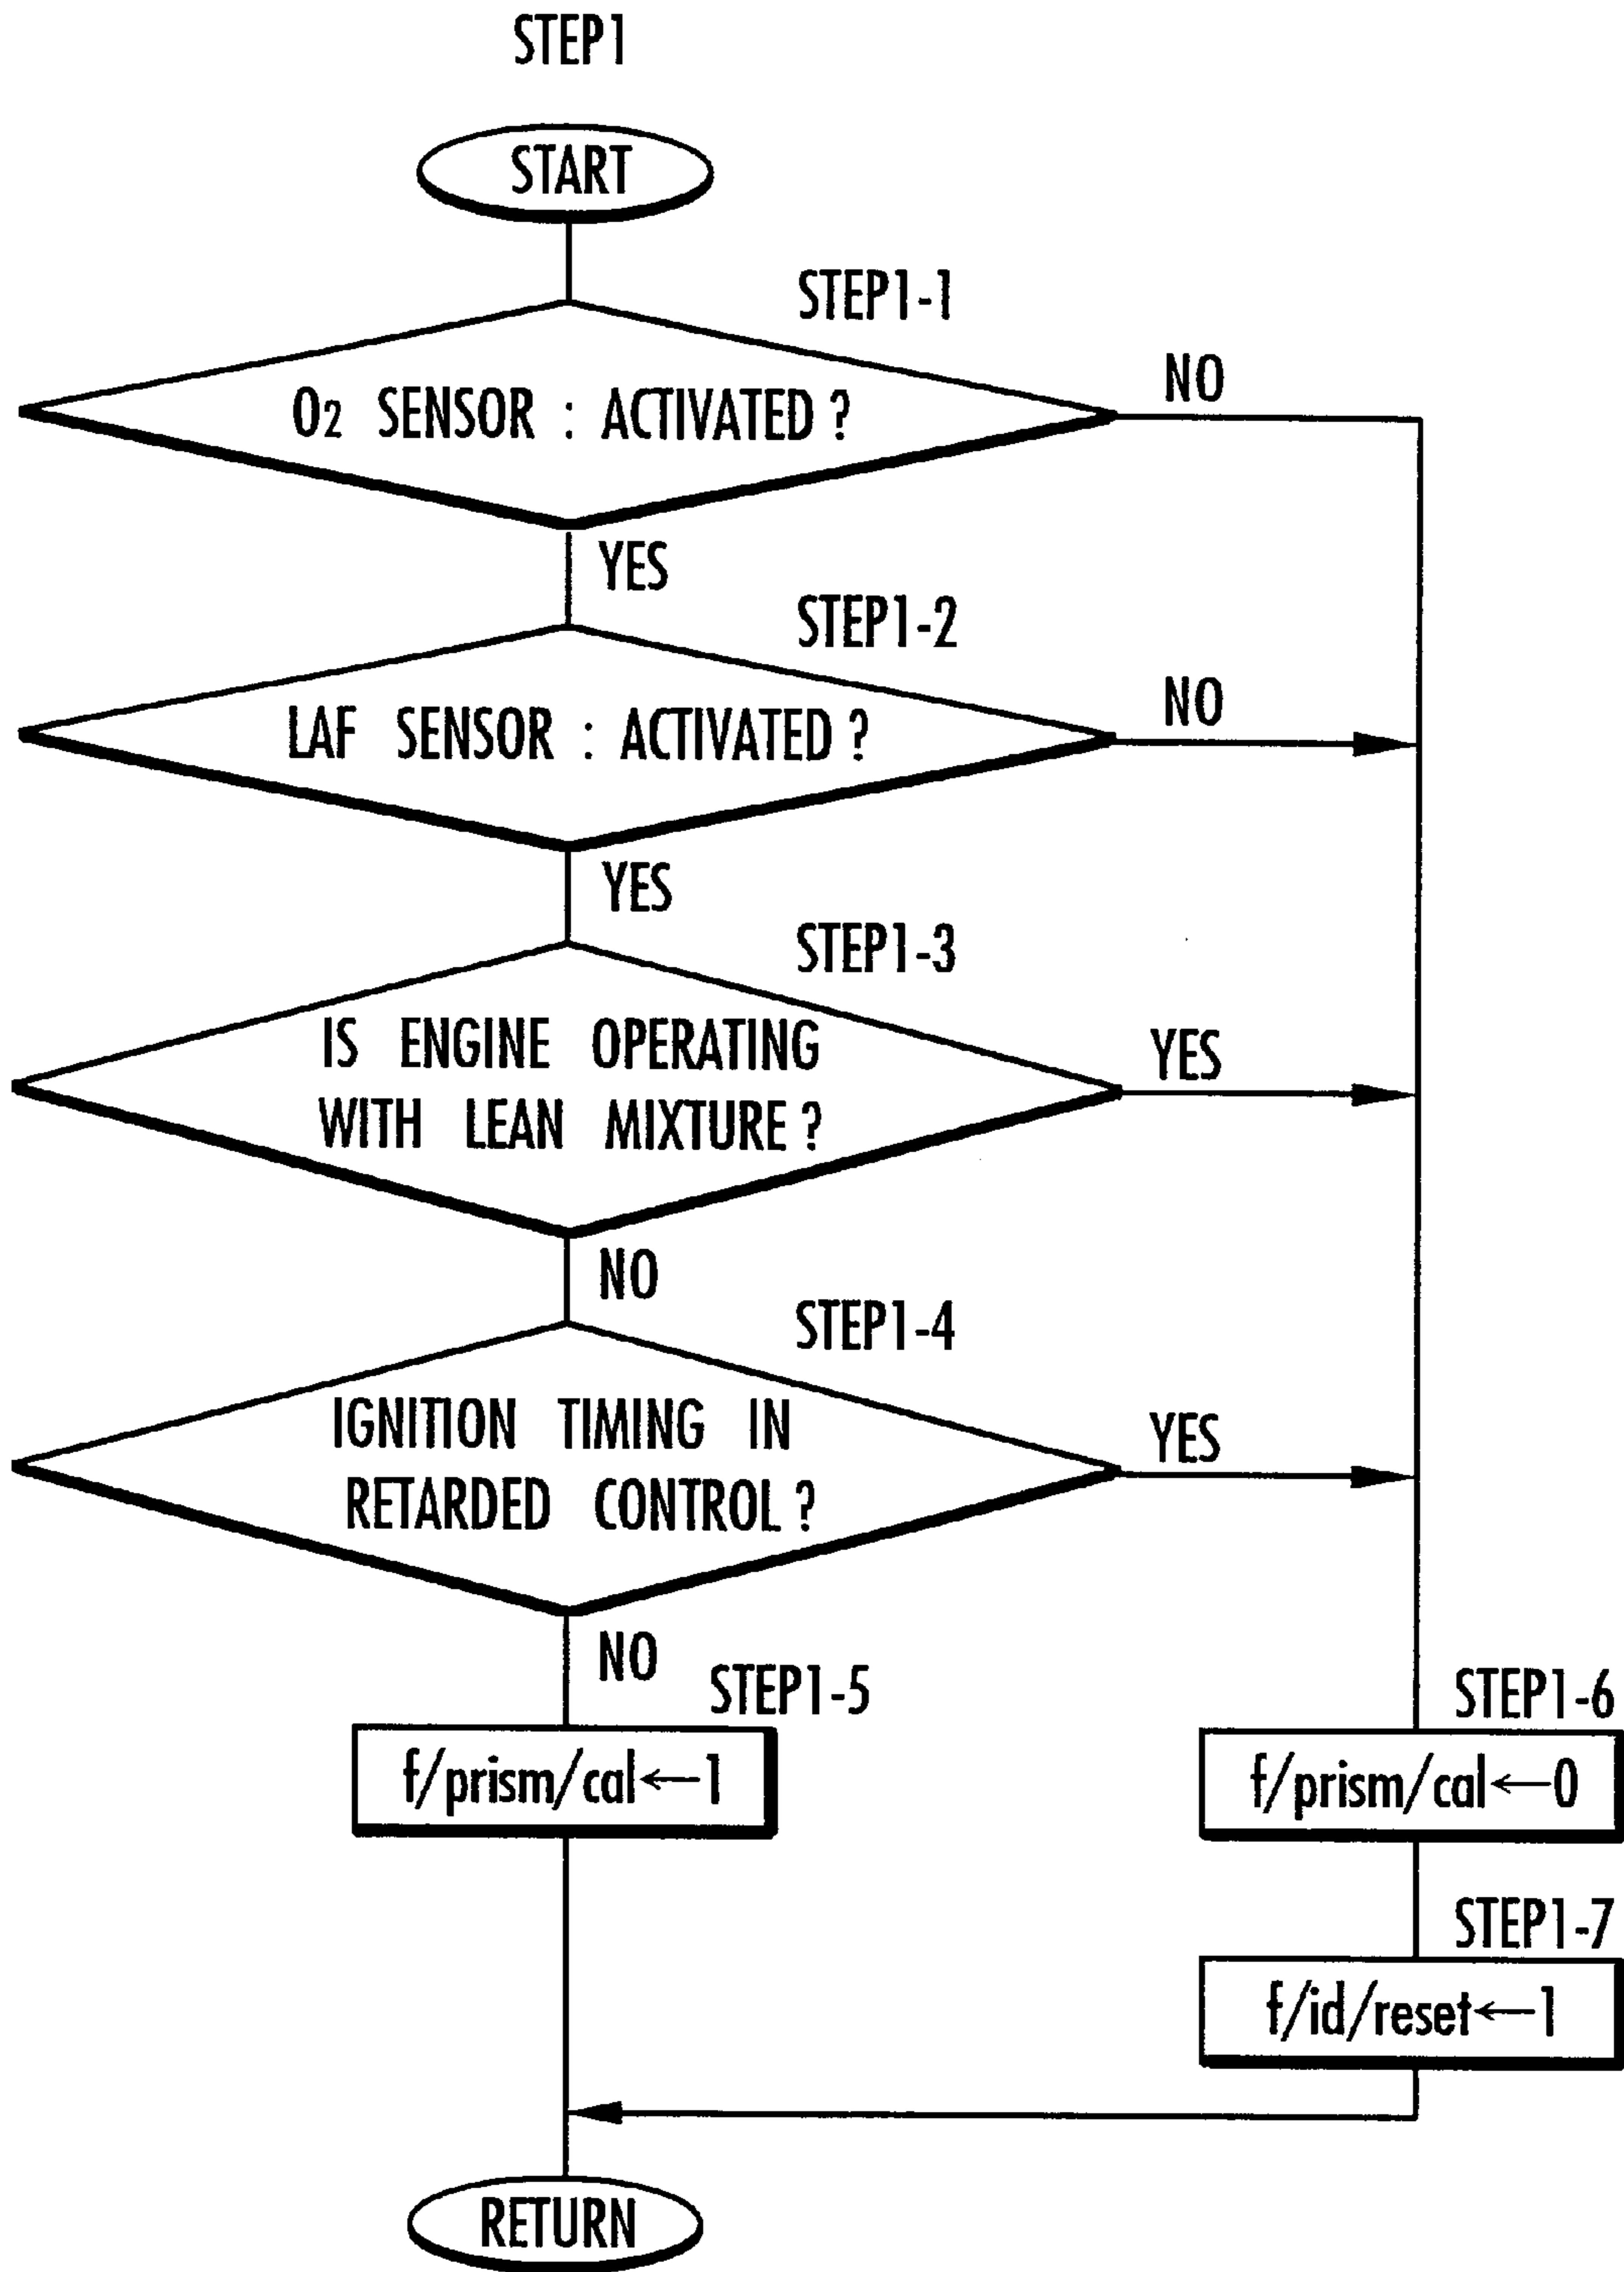 STEP1
START
STEP1-1
O2 SENSOR : ACTIVATED ?
NO
YES
STEP1-2
LAF SENSOR : ACTIVATED ?
NO
YES
STEP1-3
IS ENGINE OPERATING
WITH LEAN MIXTURE ?
YES
NO
STEP1-4
IGNITION TIMING IN
RETARDED CONTROL ?
YES
NO
STEP1-5
f/prism/cal←1
STEP1-6
f/prism/cal←0
STEP1-7
f/id/reset←1
RETURN